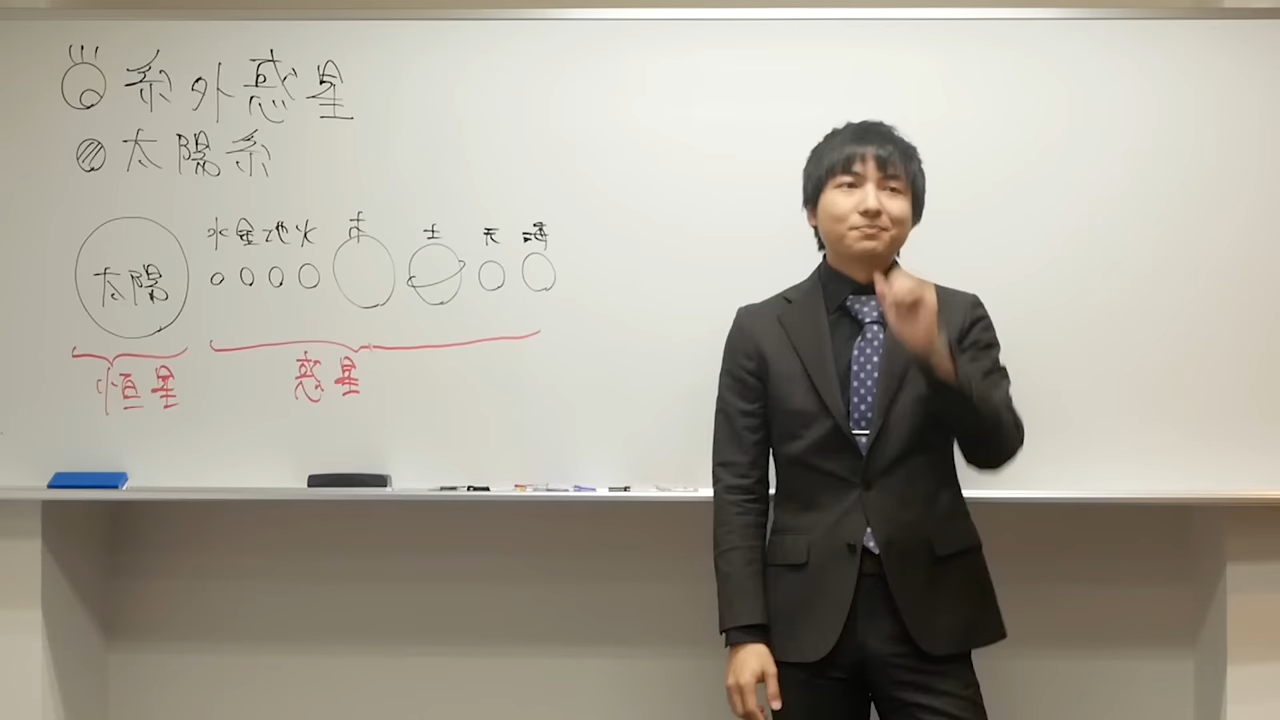 系外惑星
太陽系
太陽 水 金 地 火 木 土 天 海
恒星 惑星